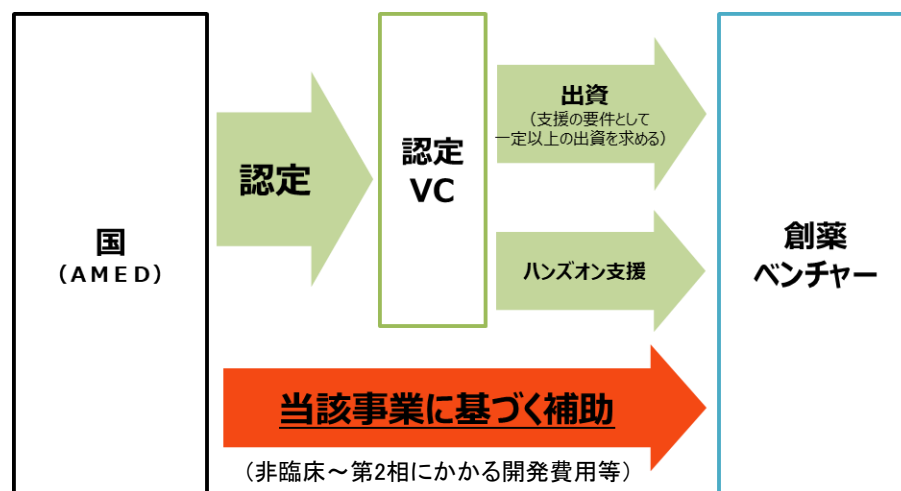 国
（AMED）
認定
認定
VC
出資
（支援の要件として
一定以上の出資を求める）
ハンズオン支援
当該事業に基づく補助
（非臨床～第2相にかかる開発費用等）
創薬
ベンチャー